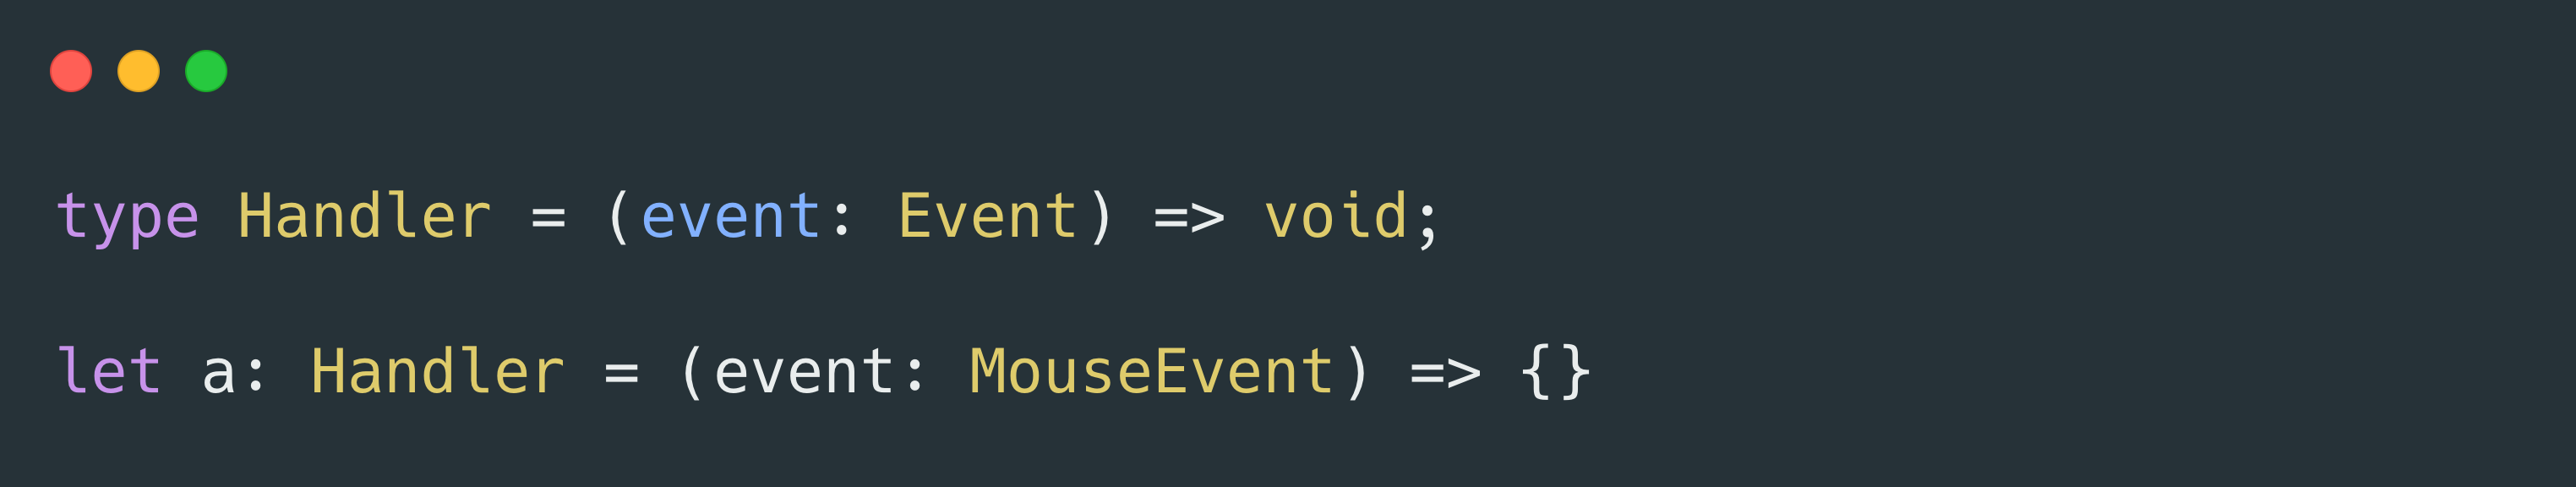 type Handler = (event: Event) => void;
let a: Handler = (event: MouseEvent) => {}